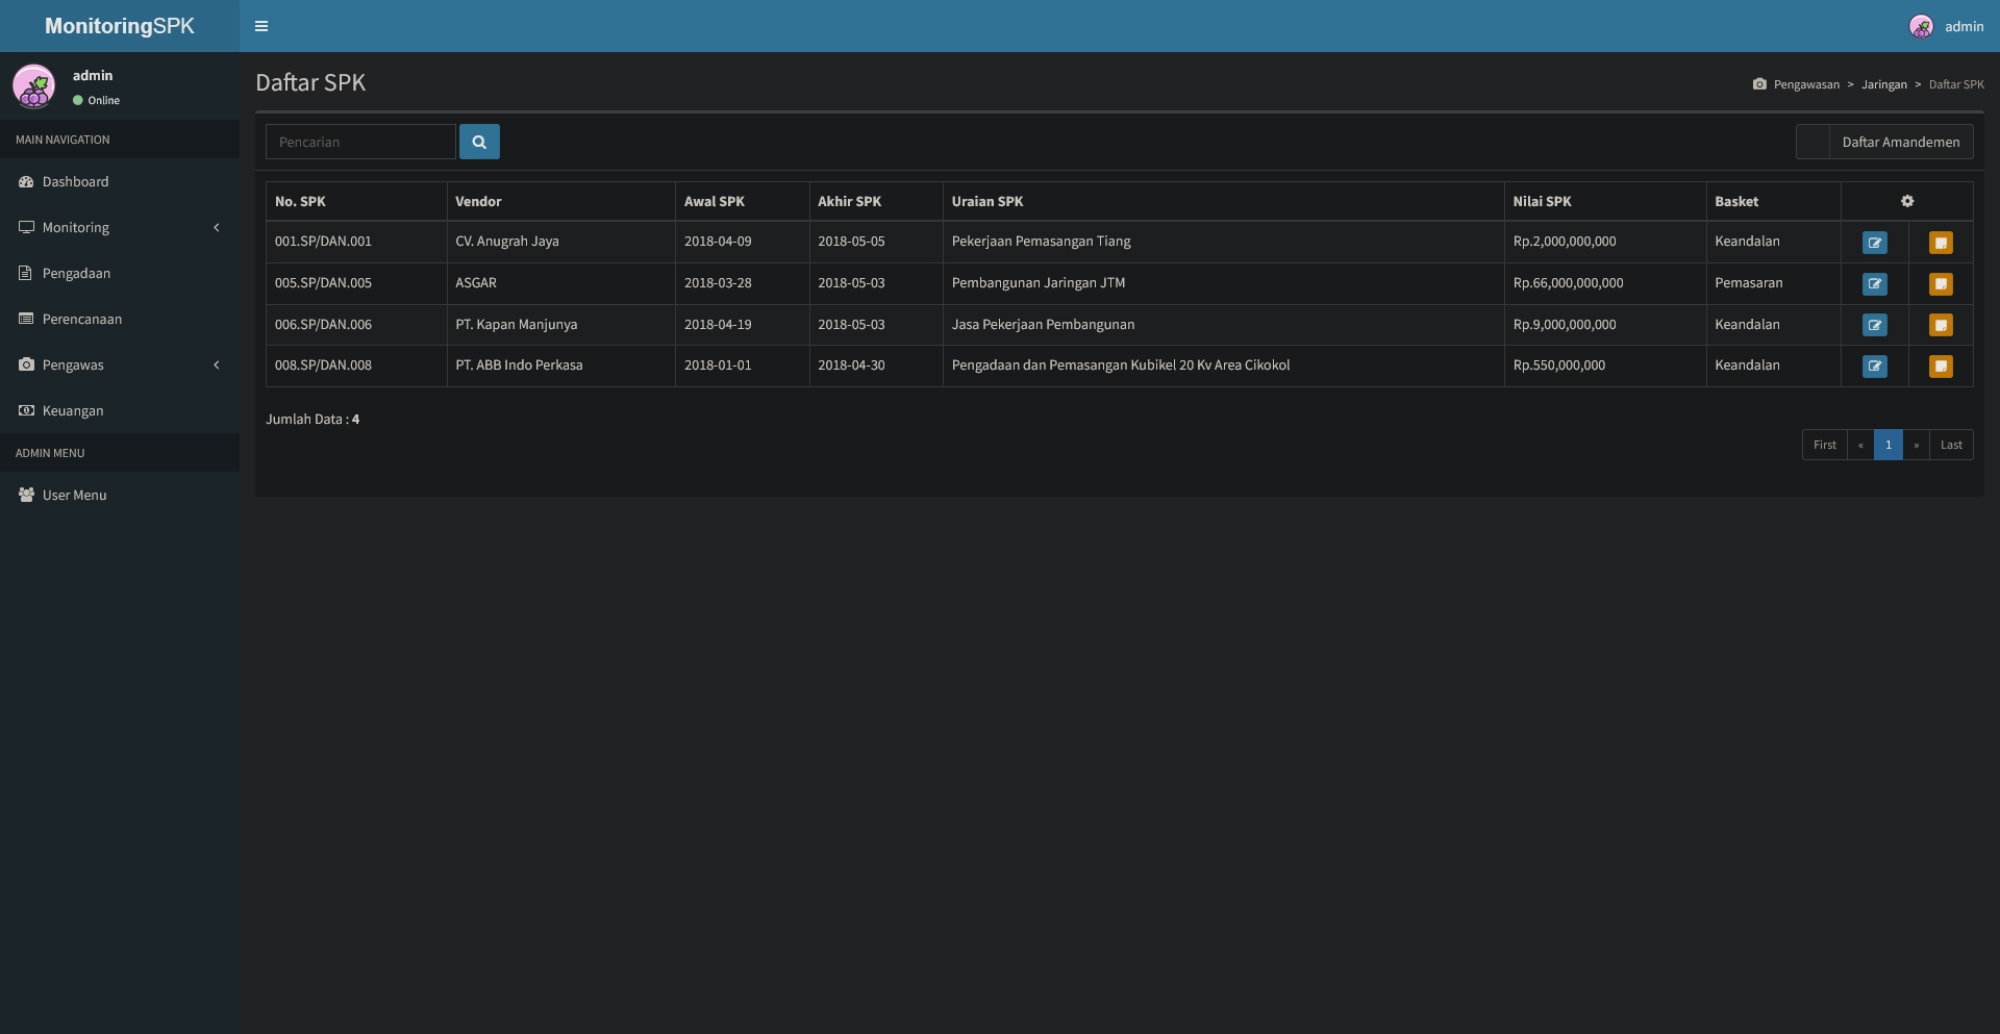 MonitoringSPK
admin
admin
Online
MAIN NAVIGATION
Dashboard
Monitoring
Pengadaan
Perencanaan
Pengawas
Keuangan
ADMIN MENU
User Menu
Daftar SPK
Pengawasan > Jaringan > Daftar SPK
Pencarian
Daftar Amandemen
No. SPK Vendor Awal SPK Akhir SPK Uraian SPK Nilai SPK Basket
001.SP/DAN.001 CV. Anugrah Jaya 2018-04-09 2018-05-05 Pekerjaan Pemasangan Tiang Rp.2,000,000,000 Keandalan
005.SP/DAN.005 ASGAR 2018-03-28 2018-05-03 Pembangunan Jaringan JTM Rp.66,000,000,000 Pemasaran
006.SP/DAN.006 PT. Kapan Manjunya 2018-04-19 2018-05-03 Jasa Pekerjaan Pembangunan Rp.9,000,000,000 Keandalan
008.SP/DAN.008 PT. ABB Indo Perkasa 2018-01-01 2018-04-30 Pengadaan dan Pemasangan Kubikel 20 Kv Area Cikokol Rp.550,000,000 Keandalan
Jumlah Data : 4
First « 1 » Last